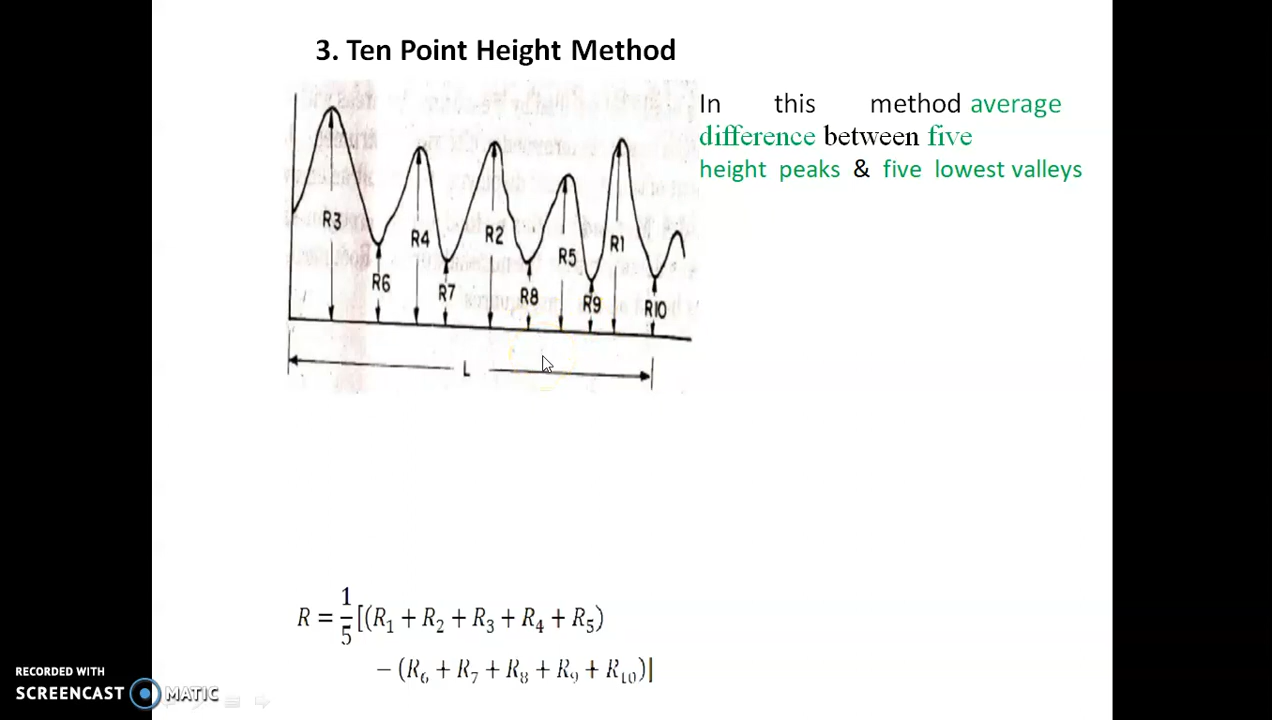 3. Ten Point Height Method
In this method average
difference between five
height peaks & five lowest valleys
R3
R4
R2
R5
R1
R6
R7
R8
R9
R10
L
R = 1/5 [(R₁ + R₂ + R₃ + R₄ + R₅)
− (R₆ + R₇ + R₈ + R₉ + R₁₀)]
RECORDED WITH
SCREENCAST MATIC